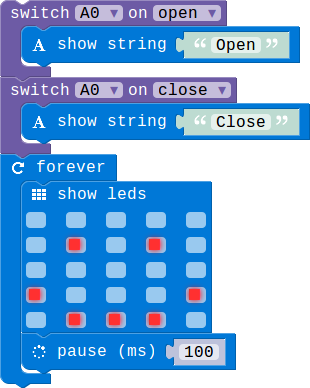 switch A0 on open
A show string “ Open ”
switch A0 on close
A show string “ Close ”
forever
show leds
pause (ms) 100